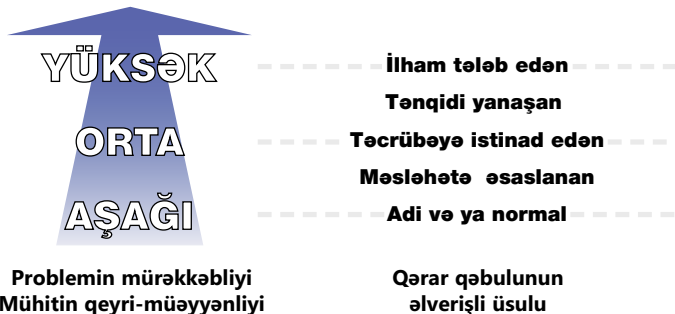 YÜKSƏK
İlham tələb edən
Tənqidi yanaşan
ORTA
Təcrübəyə istinad edən
Məsləhətə əsaslanan
AŞAĞI
Adi və ya normal
Problemin mürəkkəbliyi
Mühitin qeyri-müəyyənliyi
Qərar qəbulunun
əlverişli üsulu